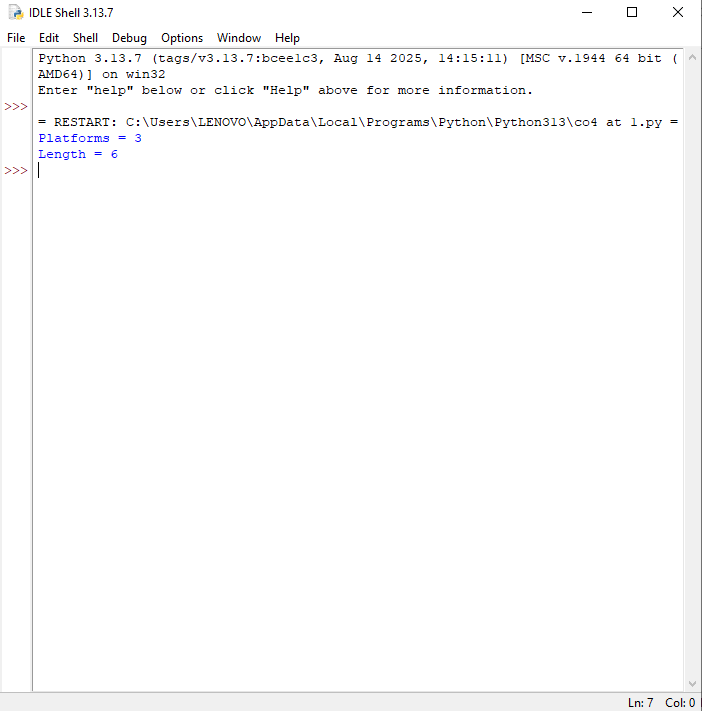 IDLE Shell 3.13.7
File Edit Shell Debug Options Window Help
Python 3.13.7 (tags/v3.13.7:bcee1c3, Aug 14 2025, 14:15:11) [MSC v.1944 64 bit (
AMD64)] on win32
Enter "help" below or click "Help" above for more information.
>>>
= RESTART: C:\Users\LENOVO\AppData\Local\Programs\Python\Python313\co4 at 1.py =
Platforms = 3
Length = 6
>>>
Ln: 7 Col: 0